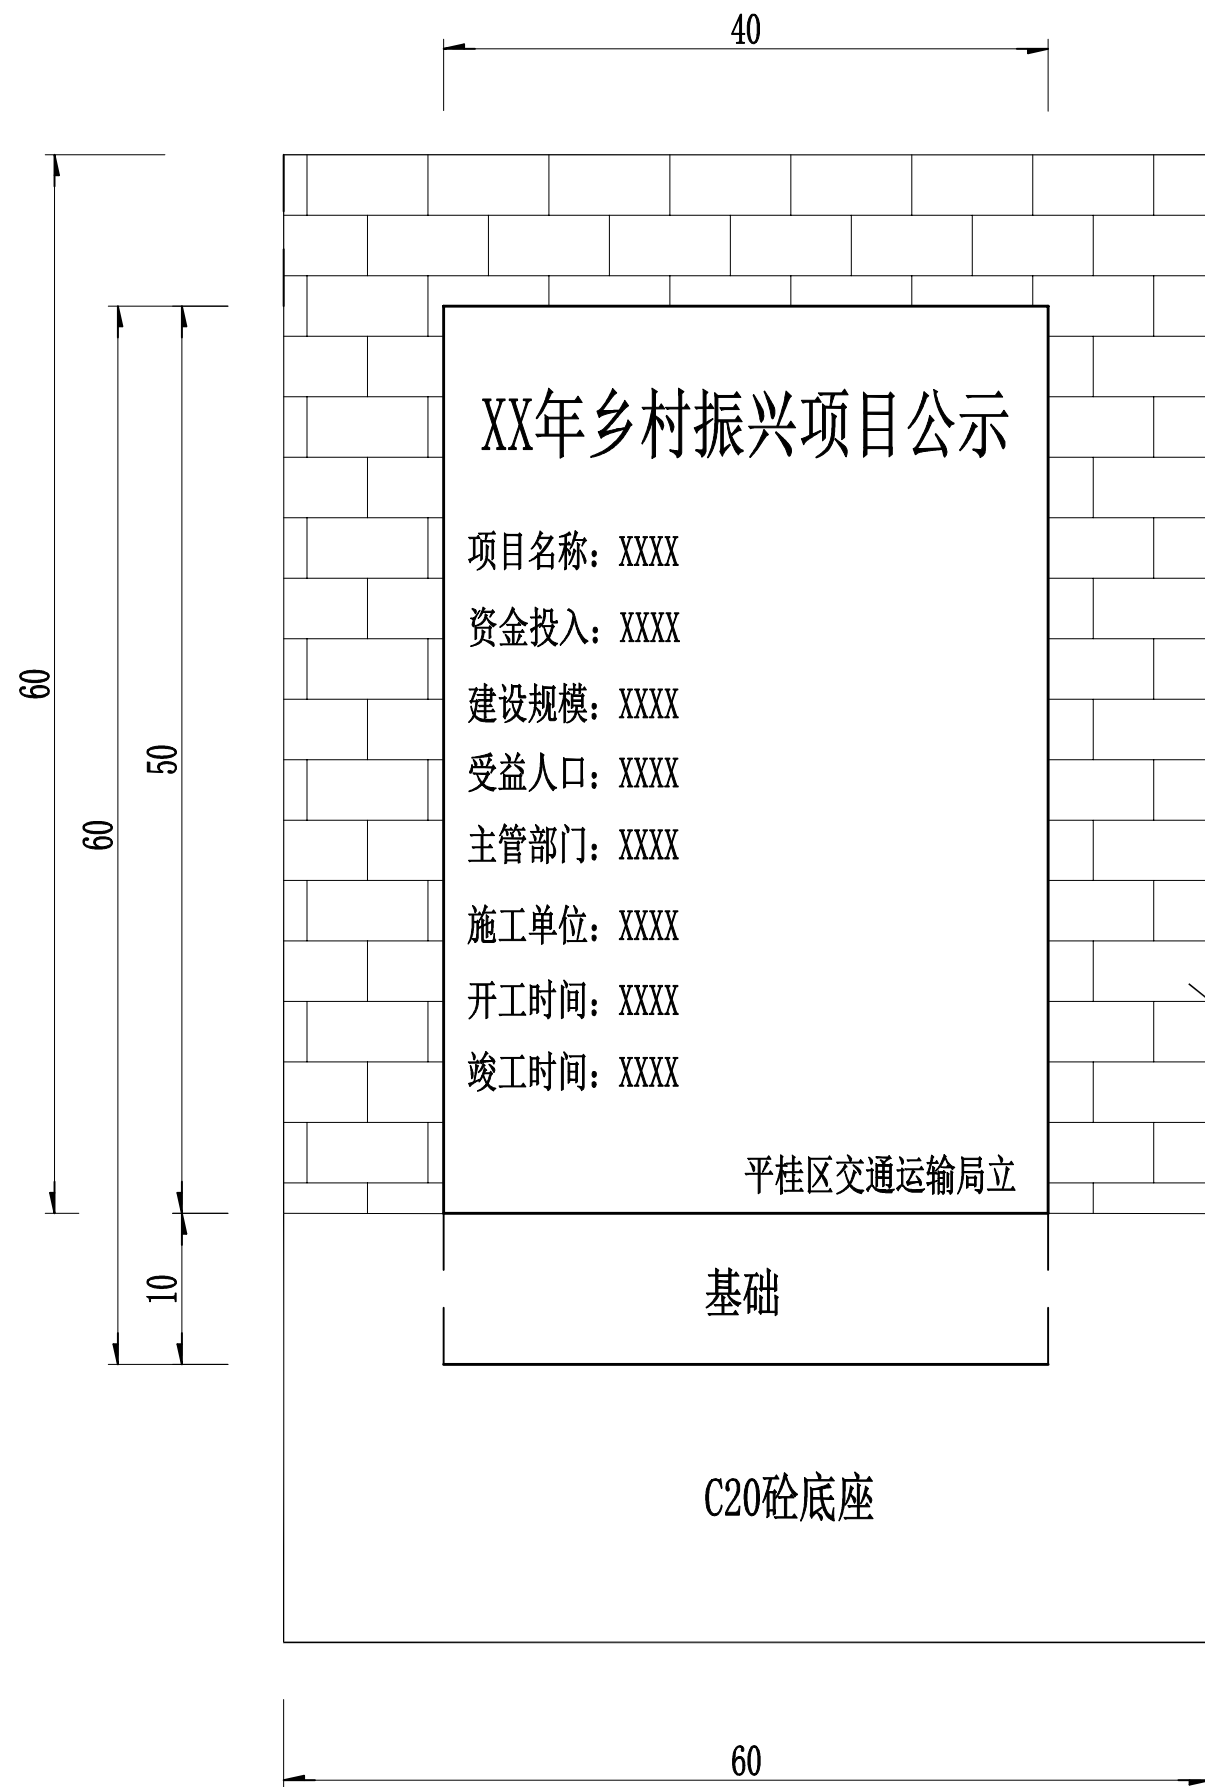 40
XX年乡村振兴项目公示
项目名称：XXXX
资金投入：XXXX
建设规模：XXXX
受益人口：XXXX
主管部门：XXXX
施工单位：XXXX
开工时间：XXXX
竣工时间：XXXX
平桂区交通运输局立
60
50
60
10
基础
C20砼底座
60